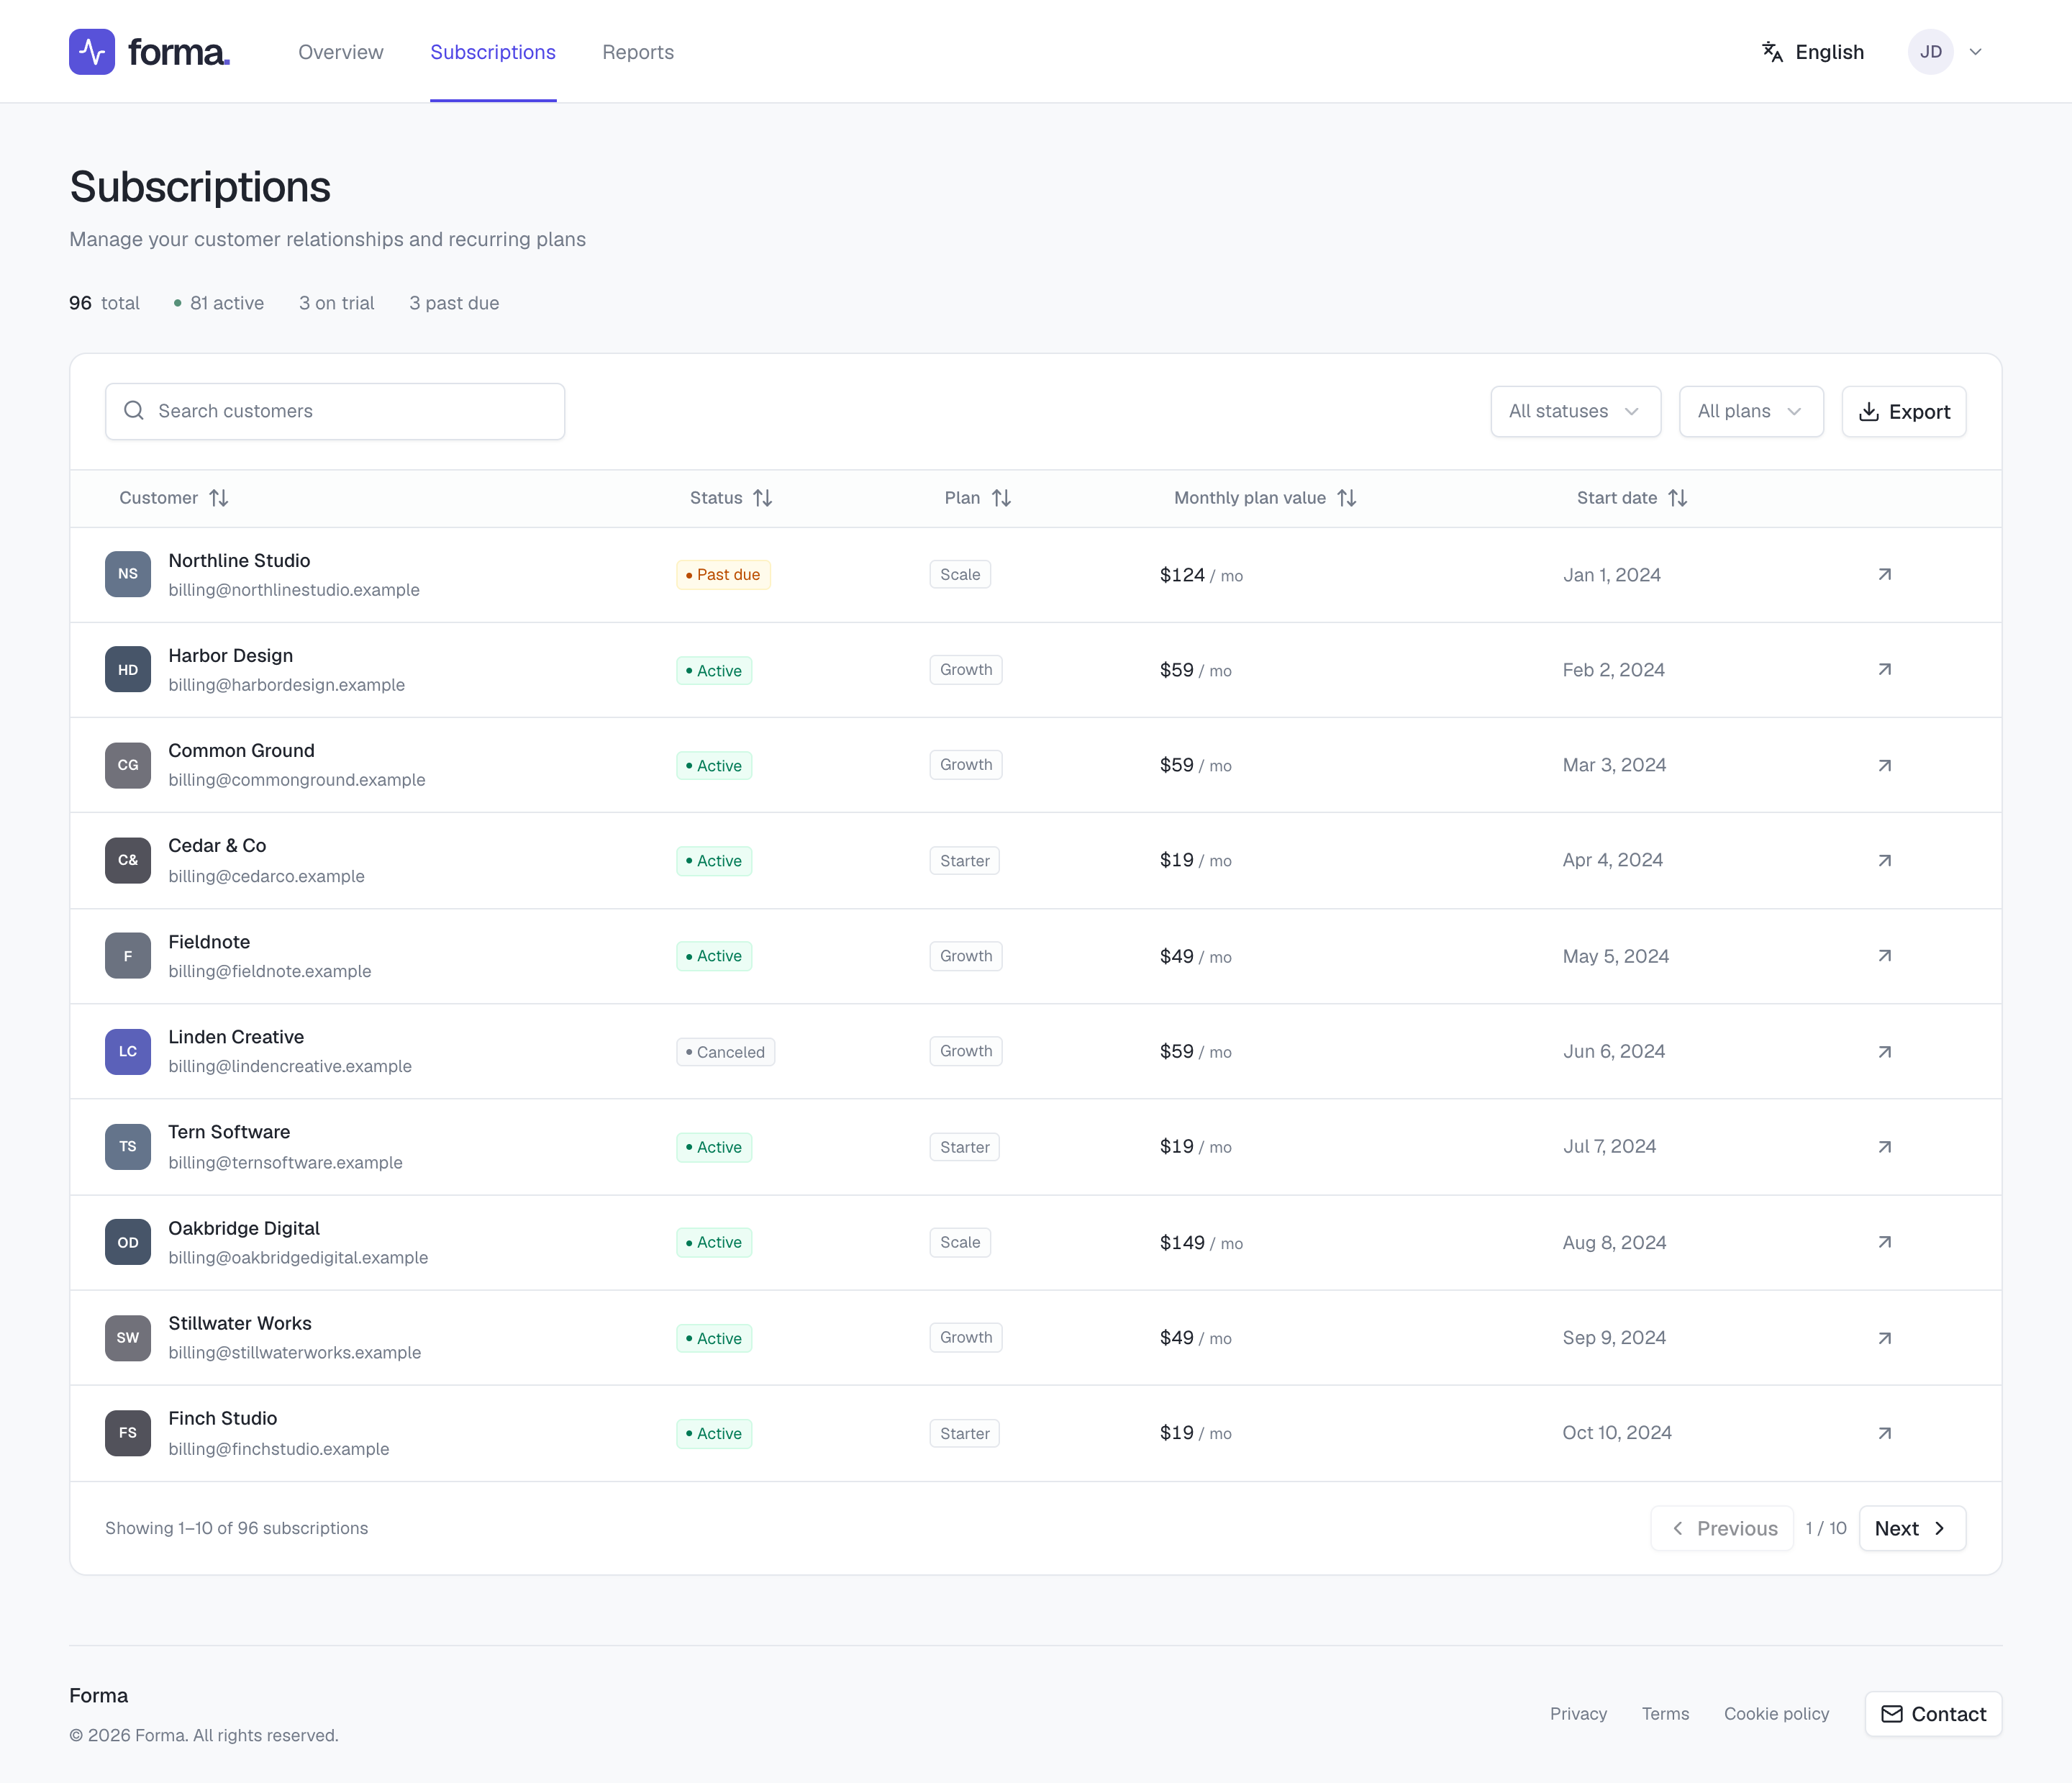 forma.
Overview Subscriptions Reports
English JD
Subscriptions
Manage your customer relationships and recurring plans
96 total 81 active 3 on trial 3 past due
Search customers All statuses All plans Export
Customer Status Plan Monthly plan value Start date
NS Northline Studio
billing@northlinestudio.example
Past due Scale $124 / mo Jan 1, 2024
HD Harbor Design
billing@harbordesign.example
Active Growth $59 / mo Feb 2, 2024
CG Common Ground
billing@commonground.example
Active Growth $59 / mo Mar 3, 2024
C& Cedar & Co
billing@cedarco.example
Active Starter $19 / mo Apr 4, 2024
F Fieldnote
billing@fieldnote.example
Active Growth $49 / mo May 5, 2024
LC Linden Creative
billing@lindencreative.example
Canceled Growth $59 / mo Jun 6, 2024
TS Tern Software
billing@ternsoftware.example
Active Starter $19 / mo Jul 7, 2024
OD Oakbridge Digital
billing@oakbridgedigital.example
Active Scale $149 / mo Aug 8, 2024
SW Stillwater Works
billing@stillwaterworks.example
Active Growth $49 / mo Sep 9, 2024
FS Finch Studio
billing@finchstudio.example
Active Starter $19 / mo Oct 10, 2024
Showing 1–10 of 96 subscriptions Previous 1 / 10 Next
Forma
© 2026 Forma. All rights reserved.
Privacy Terms Cookie policy Contact